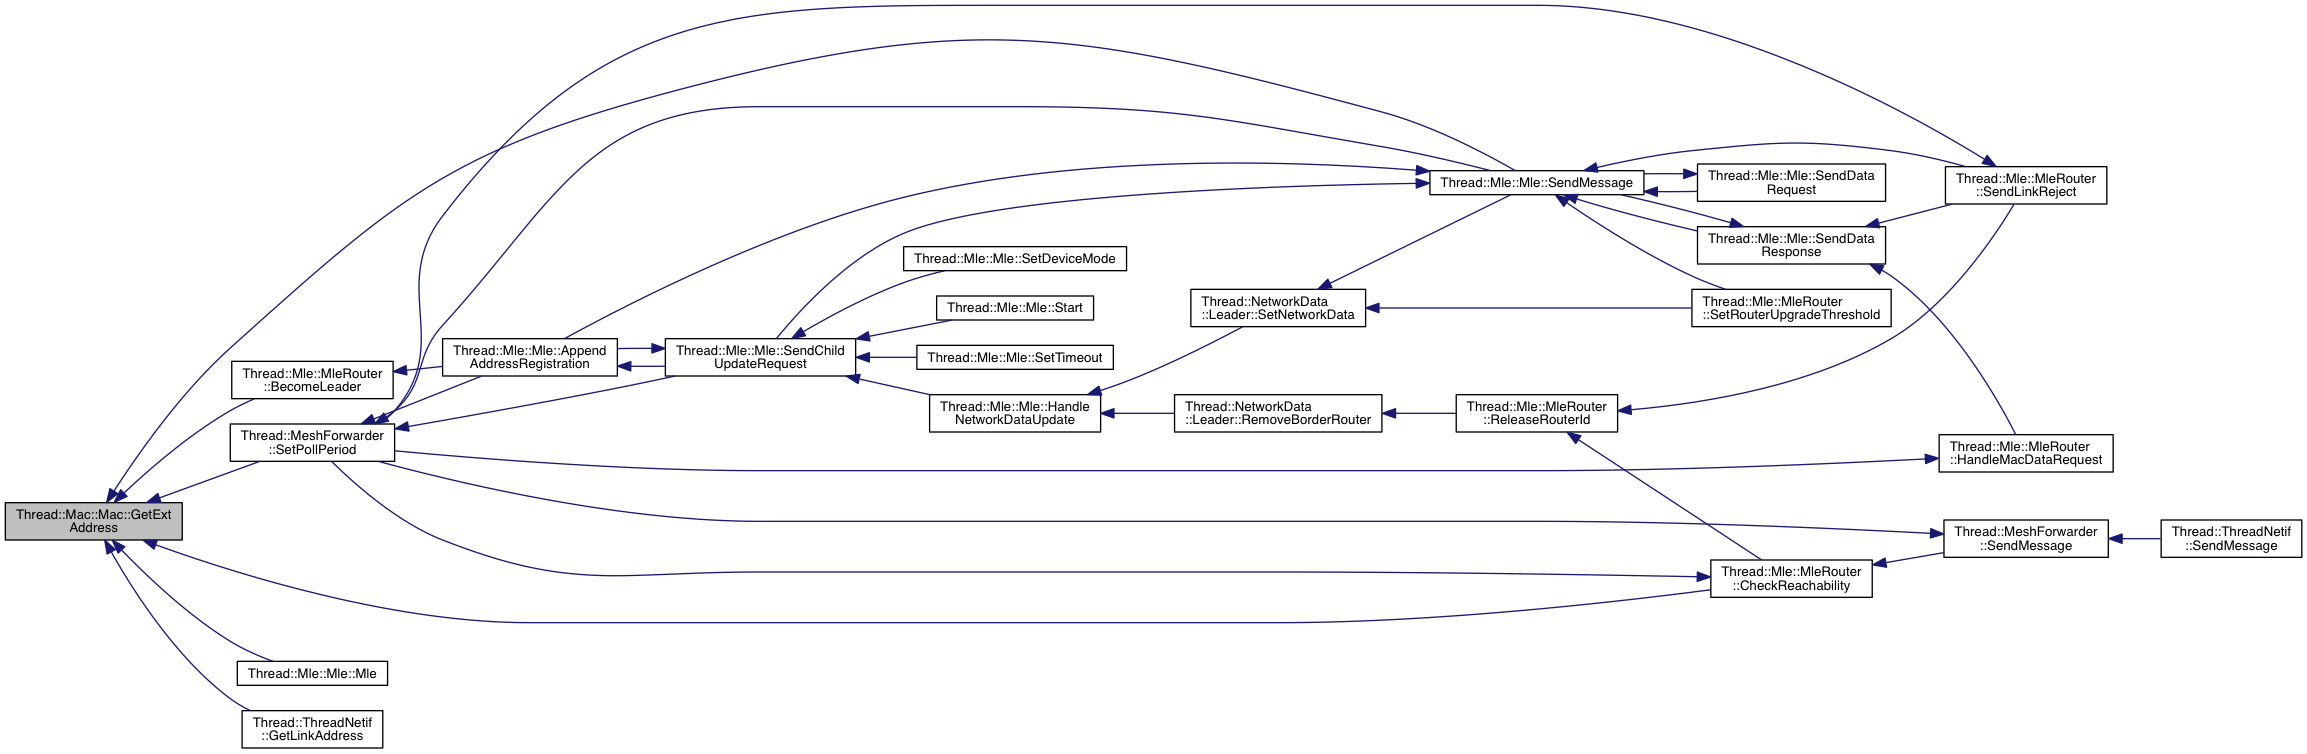 Thread::Mac::Mac::GetExt
Address
Thread::Mle::MleRouter
::BecomeLeader
Thread::MeshForwarder
::SetPollPeriod
Thread::Mle::Mle::Mle
Thread::ThreadNetif
::GetLinkAddress
Thread::Mle::Mle::Append
AddressRegistration
Thread::Mle::Mle::SendChild
UpdateRequest
Thread::Mle::Mle::SetDeviceMode
Thread::Mle::Mle::Start
Thread::Mle::Mle::SetTimeout
Thread::Mle::Mle::Handle
NetworkDataUpdate
Thread::NetworkData
::Leader::SetNetworkData
Thread::NetworkData
::Leader::RemoveBorderRouter
Thread::Mle::Mle::SendMessage
Thread::Mle::MleRouter
::ReleaseRouterId
Thread::Mle::Mle::SendData
Request
Thread::Mle::Mle::SendData
Response
Thread::Mle::MleRouter
::SetRouterUpgradeThreshold
Thread::Mle::MleRouter
::CheckReachability
Thread::Mle::MleRouter
::SendLinkReject
Thread::Mle::MleRouter
::HandleMacDataRequest
Thread::MeshForwarder
::SendMessage
Thread::ThreadNetif
::SendMessage